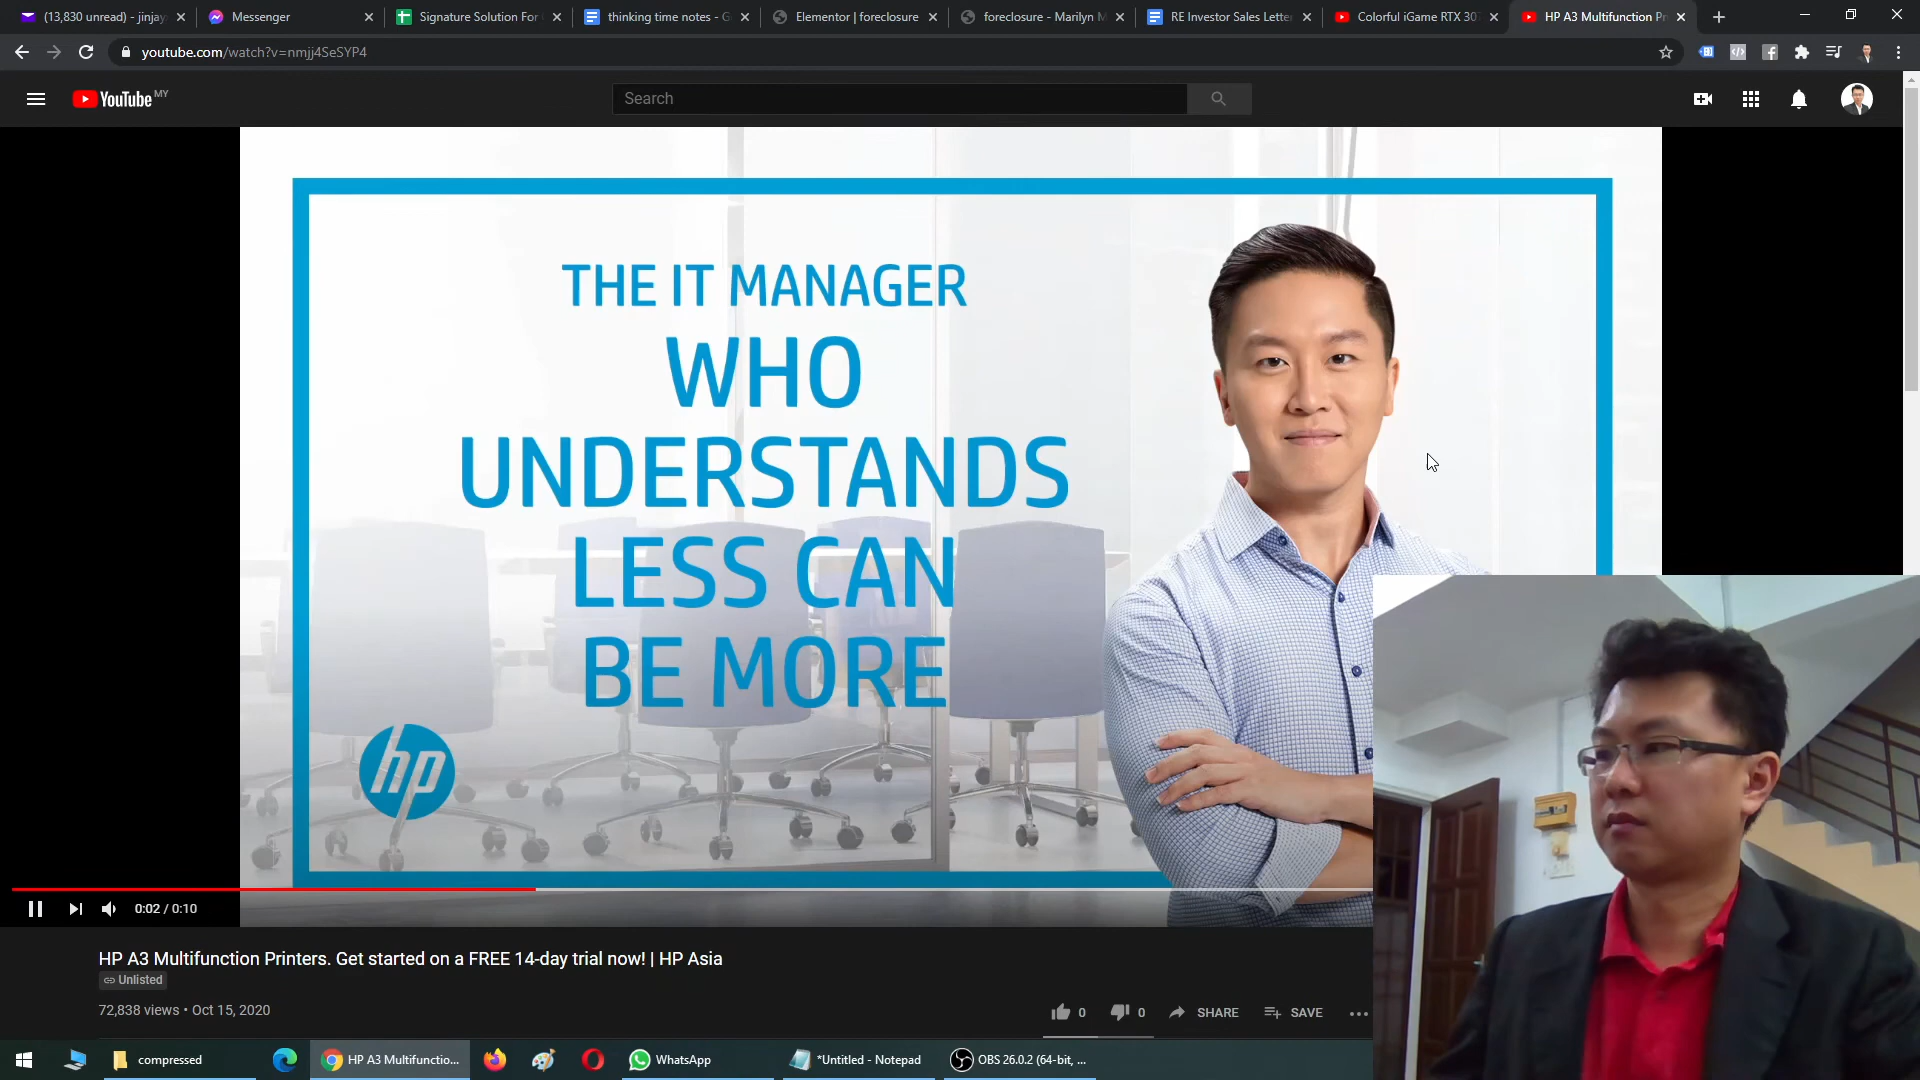 (13,830 unread) - jinjay
Messenger
Signature Solution For
thinking time notes - G
Elementor | foreclosure
foreclosure - Marilyn M
RE Investor Sales Lette
Colorful iGame RTX 30
HP A3 Multifunction Pr
youtube.com/watch?v=nmjj4SeSYP4
YouTube MY
Search
THE IT MANAGER
WHO
UNDERSTANDS
LESS CAN
BE MORE
hp
0:02 / 0:10
HP A3 Multifunction Printers. Get started on a FREE 14-day trial now! | HP Asia
Unlisted
72,838 views • Oct 15, 2020
0
0
SHARE
SAVE
compressed
HP A3 Multifunctio...
WhatsApp
*Untitled - Notepad
OBS 26.0.2 (64-bit, ...